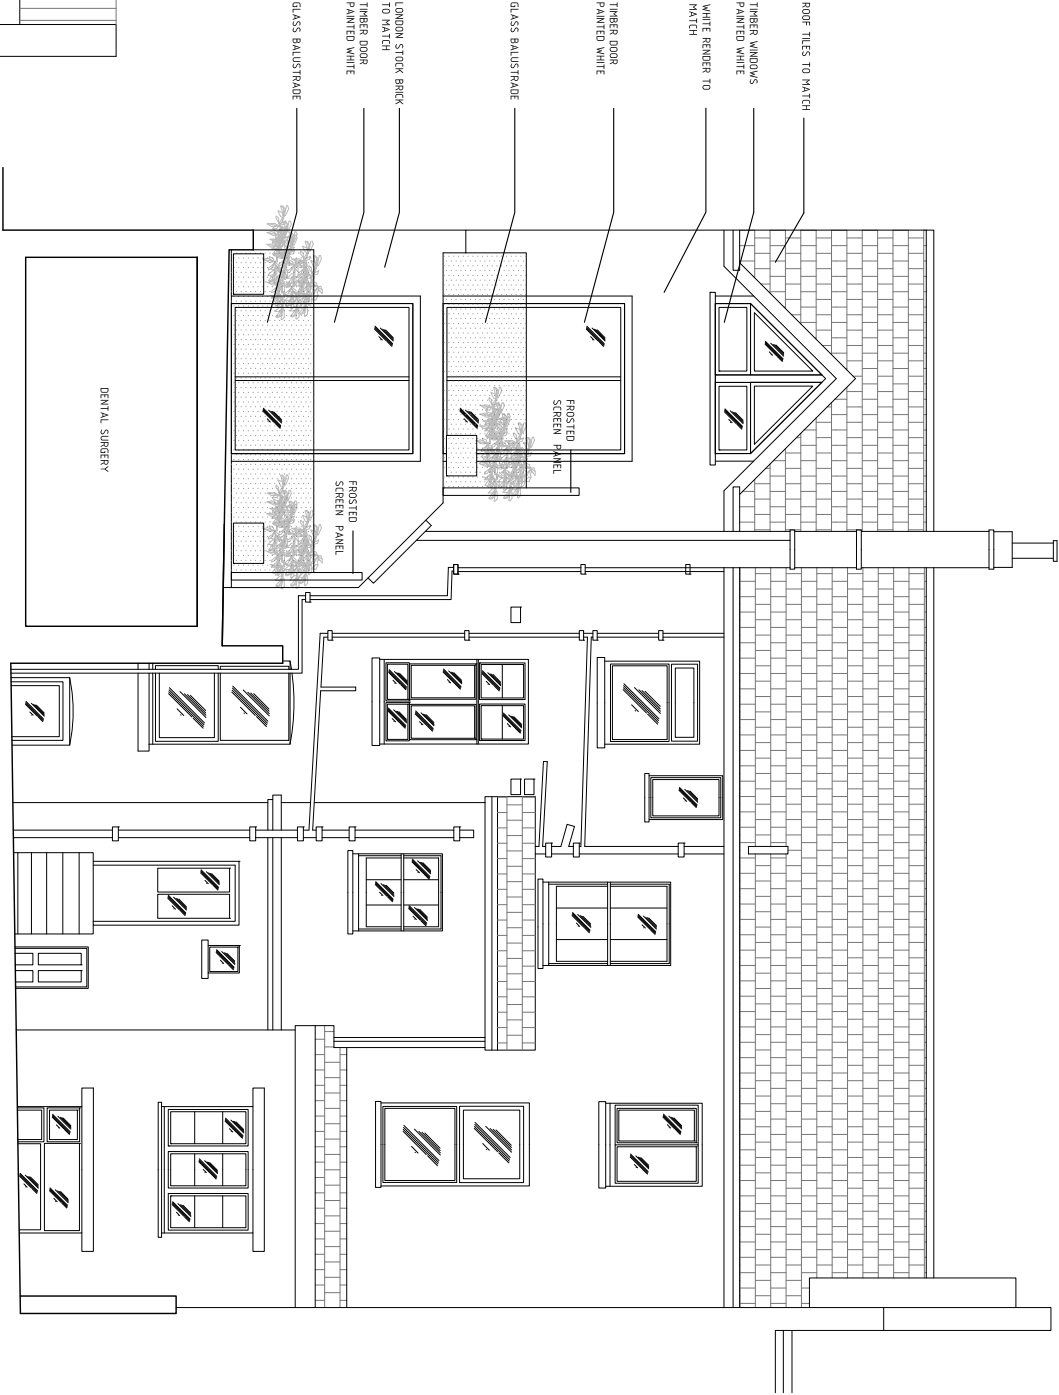 ROOF TILES TO MATCH
TIMBER WINDOWS
PAINTED WHITE
WHITE RENDER TO
MATCH
TIMBER DOOR
PAINTED WHITE
GLASS BALUSTRADE
LONDON STOCK BRICK
TO MATCH
TIMBER DOOR
PAINTED WHITE
GLASS BALUSTRADE
FROSTED
SCREEN PANEL
FROSTED
SCREEN PANEL
DENTAL SURGERY